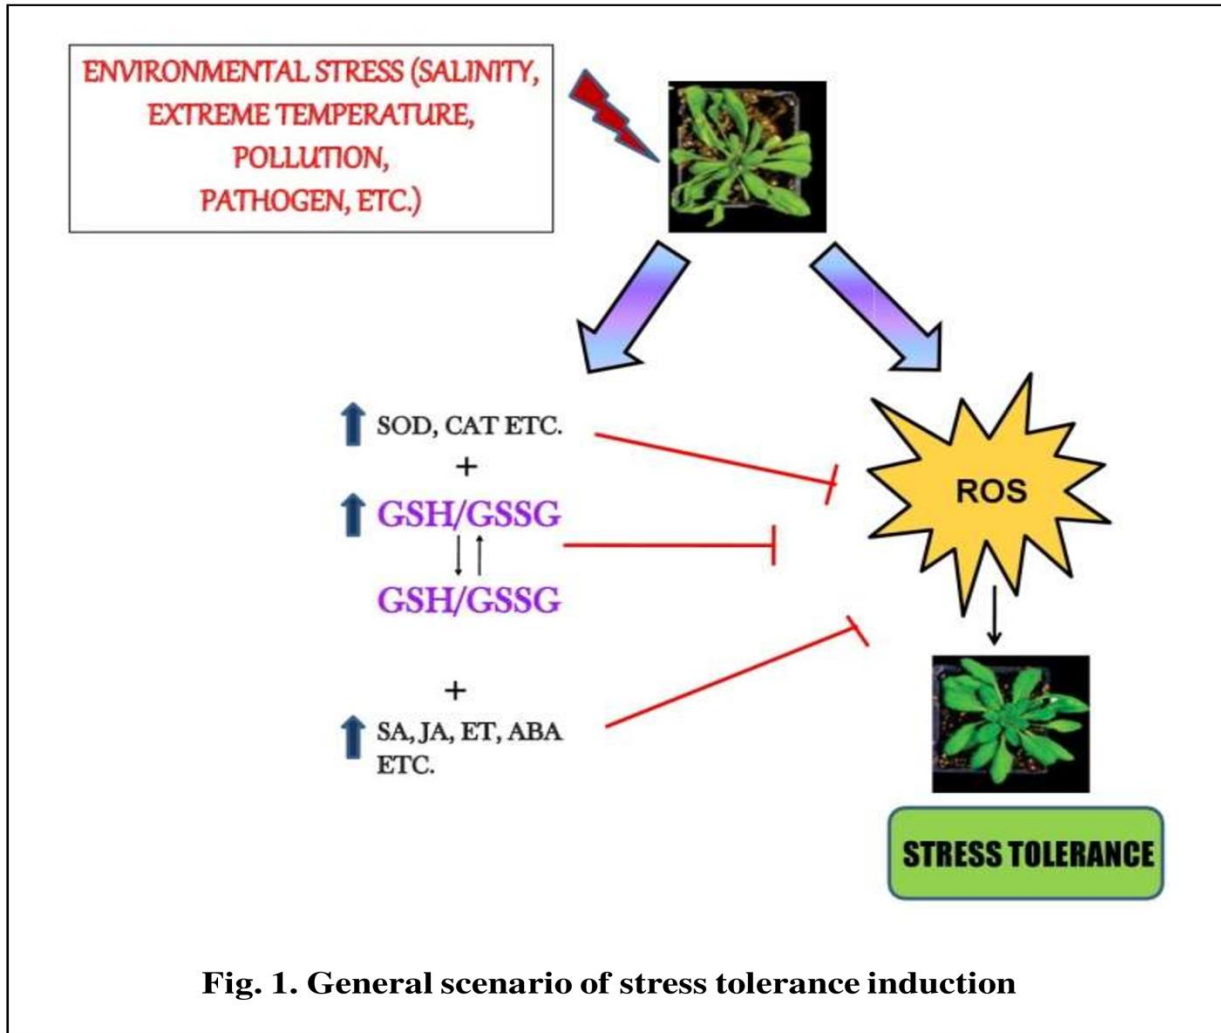 ENVIRONMENTAL STRESS (SALINITY,
EXTREME TEMPERATURE,
POLLUTION,
PATHOGEN, ETC.)
SOD, CAT ETC.
+
GSH/GSSG
GSH/GSSG
+
SA, JA, ET, ABA
ETC.
ROS
STRESS TOLERANCE
Fig. 1. General scenario of stress tolerance induction